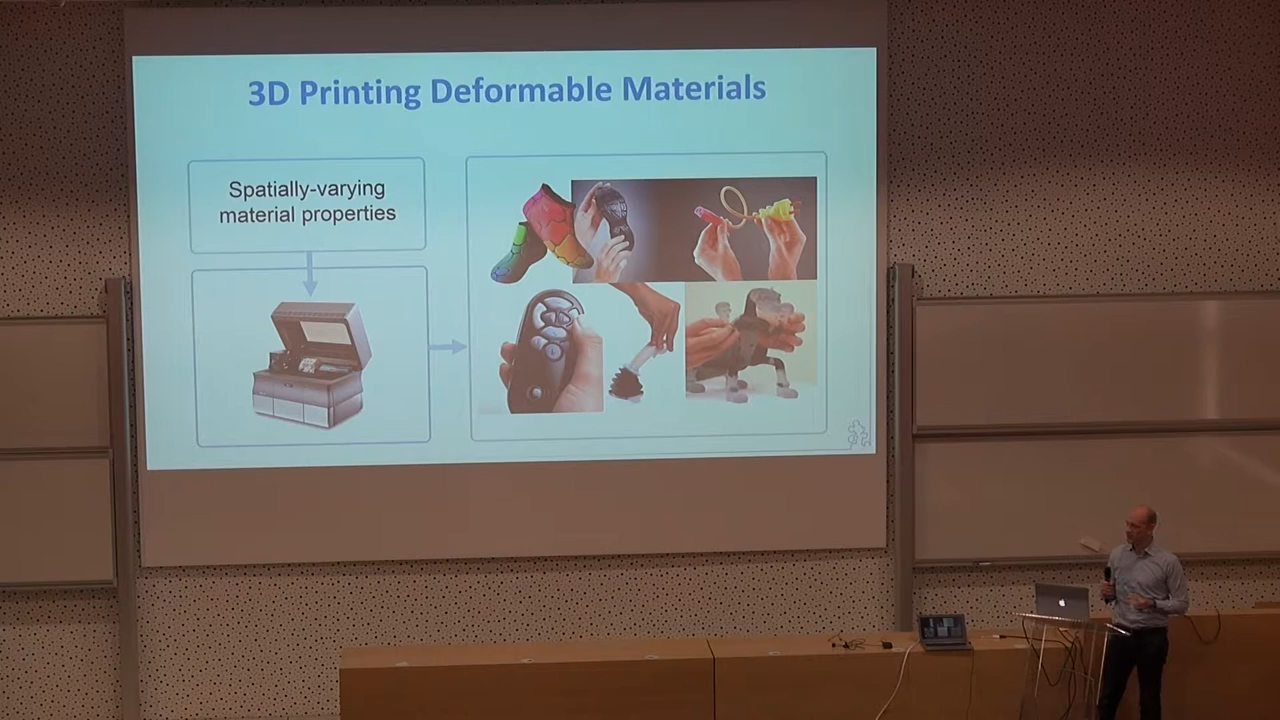 3D Printing Deformable Materials
Spatially-varying
material properties